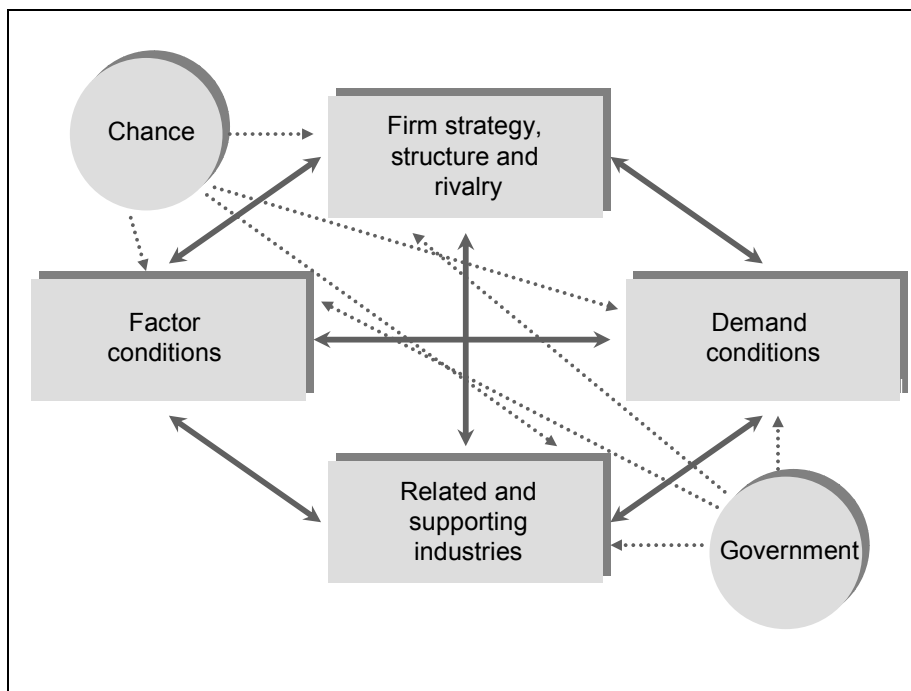 Chance
Firm strategy,
structure and
rivalry
Factor
conditions
Demand
conditions
Related and
supporting
industries
Government